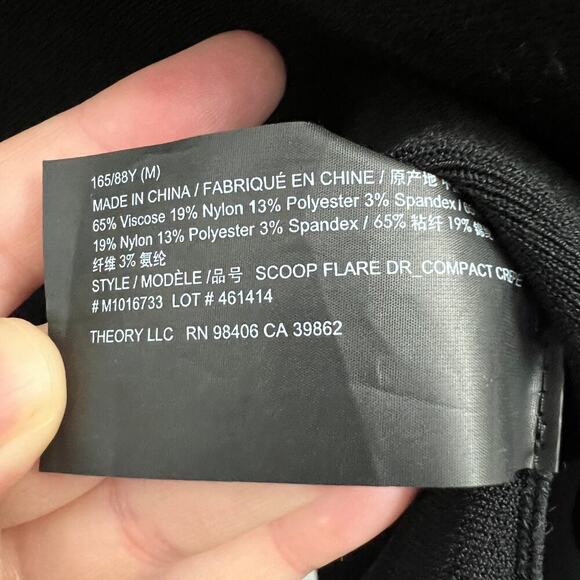 165/88Y (M)
MADE IN CHINA / FABRIQUÉ EN CHINE / 原产地
65% Viscose 19% Nylon 13% Polyester 3% Spandex /
19% Nylon 13% Polyester 3% Spandex / 65% 粘纤 19%
纤维 3% 氨纶
STYLE / MODÈLE /品号 SCOOP FLARE DR_COMPACT CREPE
# M1016733 LOT # 461414
THEORY LLC RN 98406 CA 39862